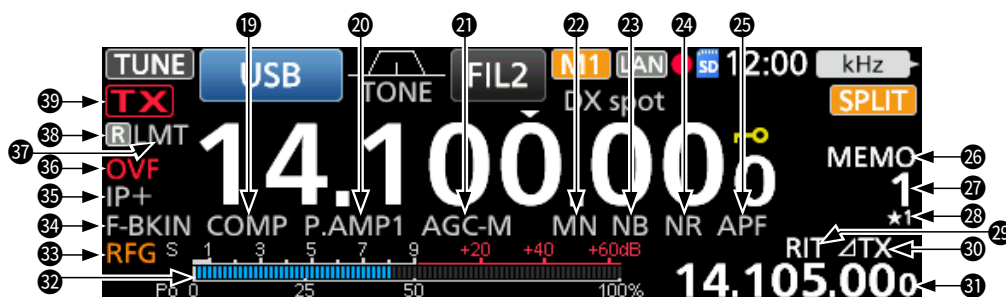 19 20 21 22 23 24 25
TUNE USB FIL2 M1 LAN SD 12:00 kHz
39 TX TONE DX spot SPLIT
38 R LMT 14.100.000
37
36 OVF MEMO 26
35 IP+ 1 27
34 F-BKIN COMP P.AMP1 AGC-M MN NB NR APF ★1 28
29
33 RFG S 1 3 5 7 9 +20 +40 +60dB RIT ⊿TX 30
32 14.105.000 31
Po 0 25 50 100%